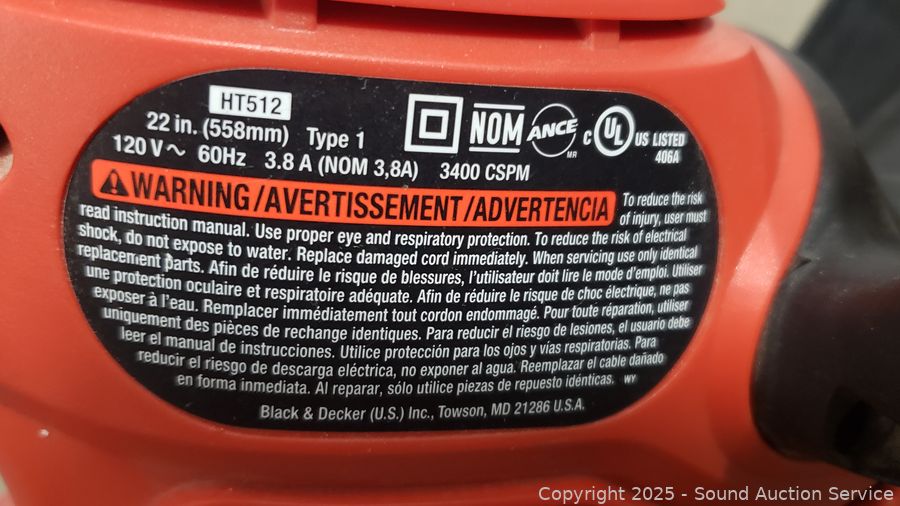 HT512
22 in. (558mm) Type 1
120 V ~ 60Hz 3.8 A (NOM 3,8A) 3400 CSPM
NOM ANCE MR C UL US LISTED
406A
WARNING/AVERTISSEMENT/ADVERTENCIA To reduce the risk
of injury, user must
read instruction manual. Use proper eye and respiratory protection. To reduce the risk of electrical
shock, do not expose to water. Replace damaged cord immediately. When servicing use only identical
replacement parts. Afin de réduire le risque de blessures, l'utilisateur doit lire le mode d'emploi. Utiliser
une protection oculaire et respiratoire adéquate. Afin de réduire le risque de choc électrique, ne pas
exposer à l'eau. Remplacer immédiatement tout cordon endommagé. Pour toute réparation, utiliser
uniquement des pièces de rechange identiques. Para reducir el riesgo de lesiones, el usuario debe
leer el manual de instrucciones. Utilice protección para los ojos y vías respiratorias. Para
reducir el riesgo de descarga eléctrica, no exponer al agua. Reemplazar el cable dañado
en forma inmediata. Al reparar, sólo utilice piezas de repuesto idénticas. WY
Black & Decker (U.S.) Inc., Towson, MD 21286 U.S.A.
Copyright 2025 - Sound Auction Service